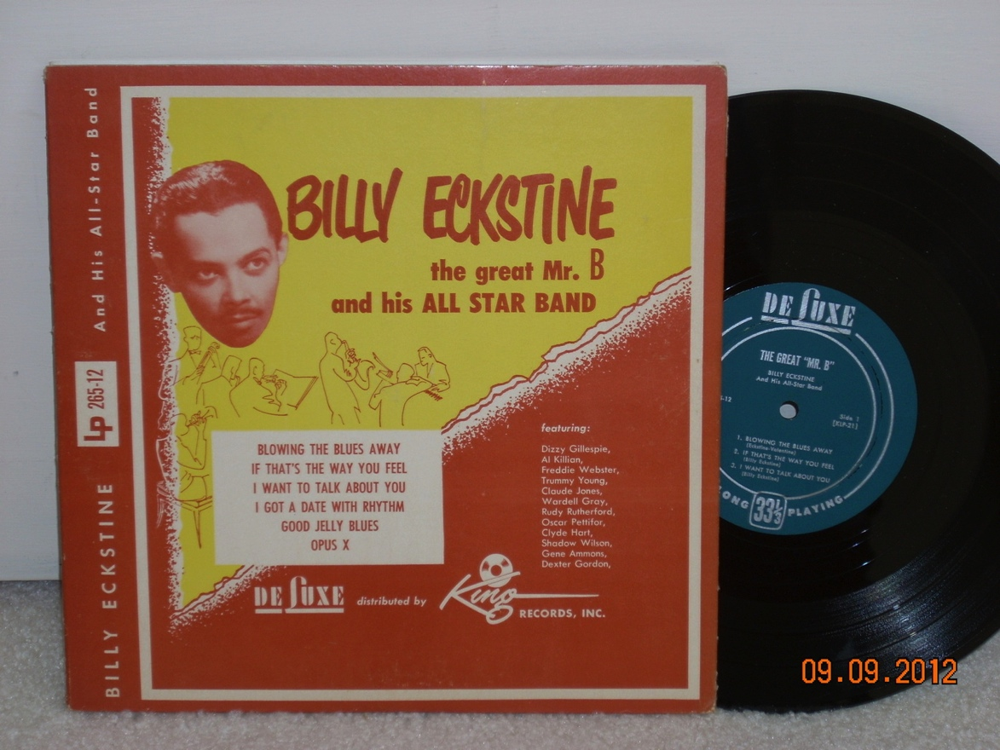 BILLY ECKSTINE
LP 265-12
And His All-Star Band
BILLY ECKSTINE
the great Mr. B
and his ALL STAR BAND
BLOWING THE BLUES AWAY
IF THAT'S THE WAY YOU FEEL
I WANT TO TALK ABOUT YOU
I GOT A DATE WITH RHYTHM
GOOD JELLY BLUES
OPUS X
featuring:
Dizzy Gillespie,
Al Killian,
Freddie Webster,
Trummy Young,
Claude Jones,
Wardell Gray,
Rudy Rutherford,
Oscar Pettifor,
Clyde Hart,
Shadow Wilson,
Gene Ammons,
Dexter Gordon,
DE LUXE distributed by King RECORDS, INC.
DE LUXE
THE GREAT "MR. B"
BILLY ECKSTINE
And His All-Star Band
-12
Side 1
(KLP-21)
1. BLOWING THE BLUES AWAY
(Eckstine-Valentine)
2. IF THAT'S THE WAY YOU FEEL
(Billy Eckstine)
3. I WANT TO TALK ABOUT YOU
(Billy Eckstine)
LONG 33 1/3 PLAYING
09.09.2012